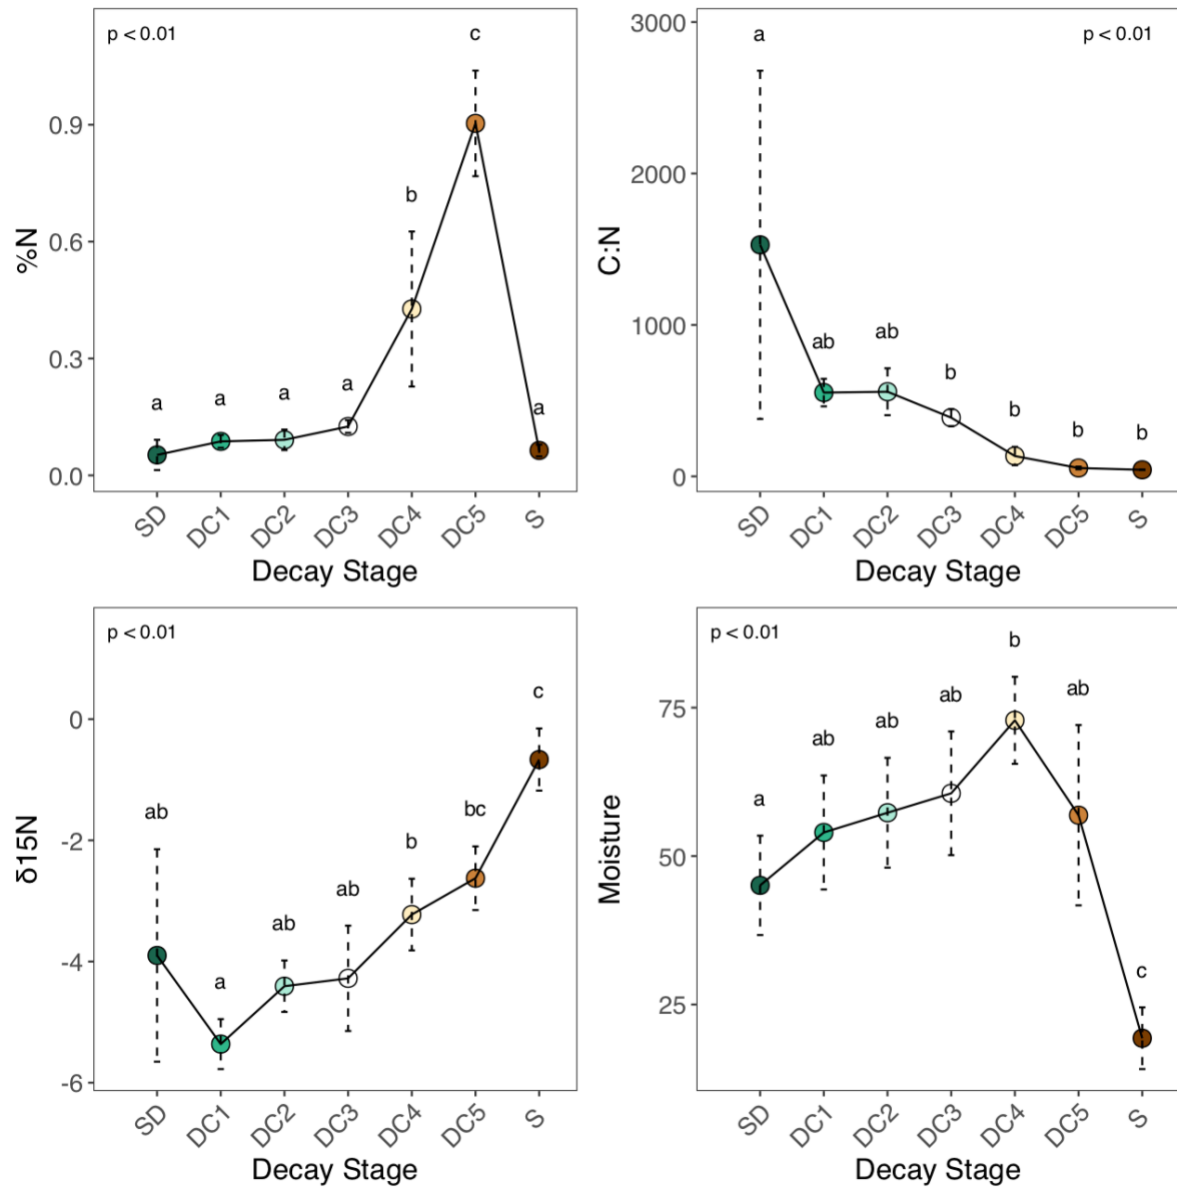 p < 0.01
c
0.9
%N
0.6
b
0.3
a
a
a
a
a
0.0
SD
DC1
DC2
DC3
DC4
DC5
S
Decay Stage
3000
a
p < 0.01
2000
C:N
1000
ab
ab
b
b
b
b
0
SD
DC1
DC2
DC3
DC4
DC5
S
Decay Stage
p < 0.01
c
0
ab
bc
-2
b
δ15N
ab
ab
-4
a
-6
SD
DC1
DC2
DC3
DC4
DC5
S
Decay Stage
p < 0.01
b
75
ab
ab
ab
ab
a
Moisture
50
c
25
SD
DC1
DC2
DC3
DC4
DC5
S
Decay Stage